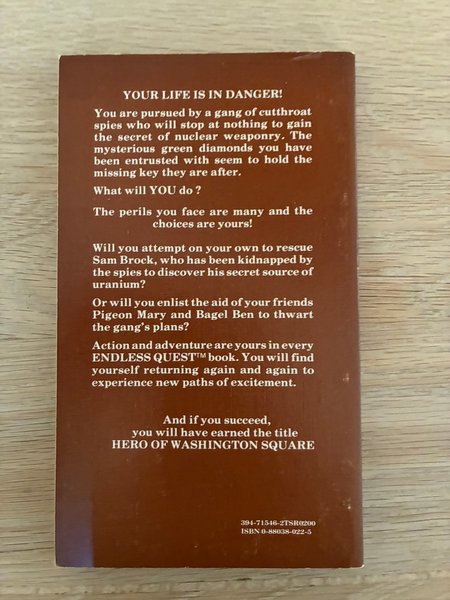 YOUR LIFE IS IN DANGER!
You are pursued by a gang of cutthroat
spies who will stop at nothing to gain
the secret of nuclear weaponry. The
mysterious green diamonds you have
been entrusted with seem to hold the
missing key they are after.
What will YOU do?
The perils you face are many and the
choices are yours!
Will you attempt on your own to rescue
Sam Brock, who has been kidnapped by
the spies to discover his secret source of
uranium?
Or will you enlist the aid of your friends
Pigeon Mary and Bagel Ben to thwart
the gang's plans?
Action and adventure are yours in every
ENDLESS QUEST™ book. You will find
yourself returning again and again to
experience new paths of excitement.
And if you succeed,
you will have earned the title
HERO OF WASHINGTON SQUARE
394-71546-2TSR0200
ISBN 0-88038-022-5